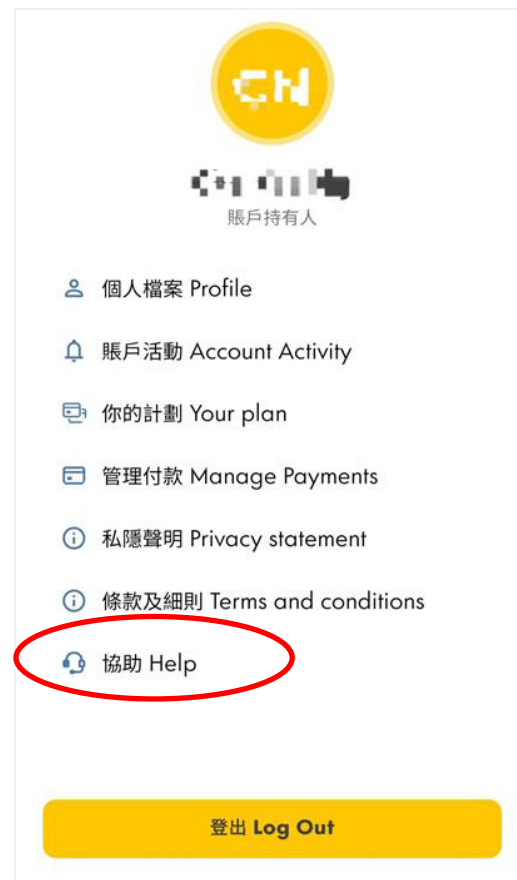 賬戶持有人
個人檔案 Profile
賬戶活動 Account Activity
你的計劃 Your plan
管理付款 Manage Payments
私隱聲明 Privacy statement
條款及細則 Terms and conditions
協助 Help
登出 Log Out